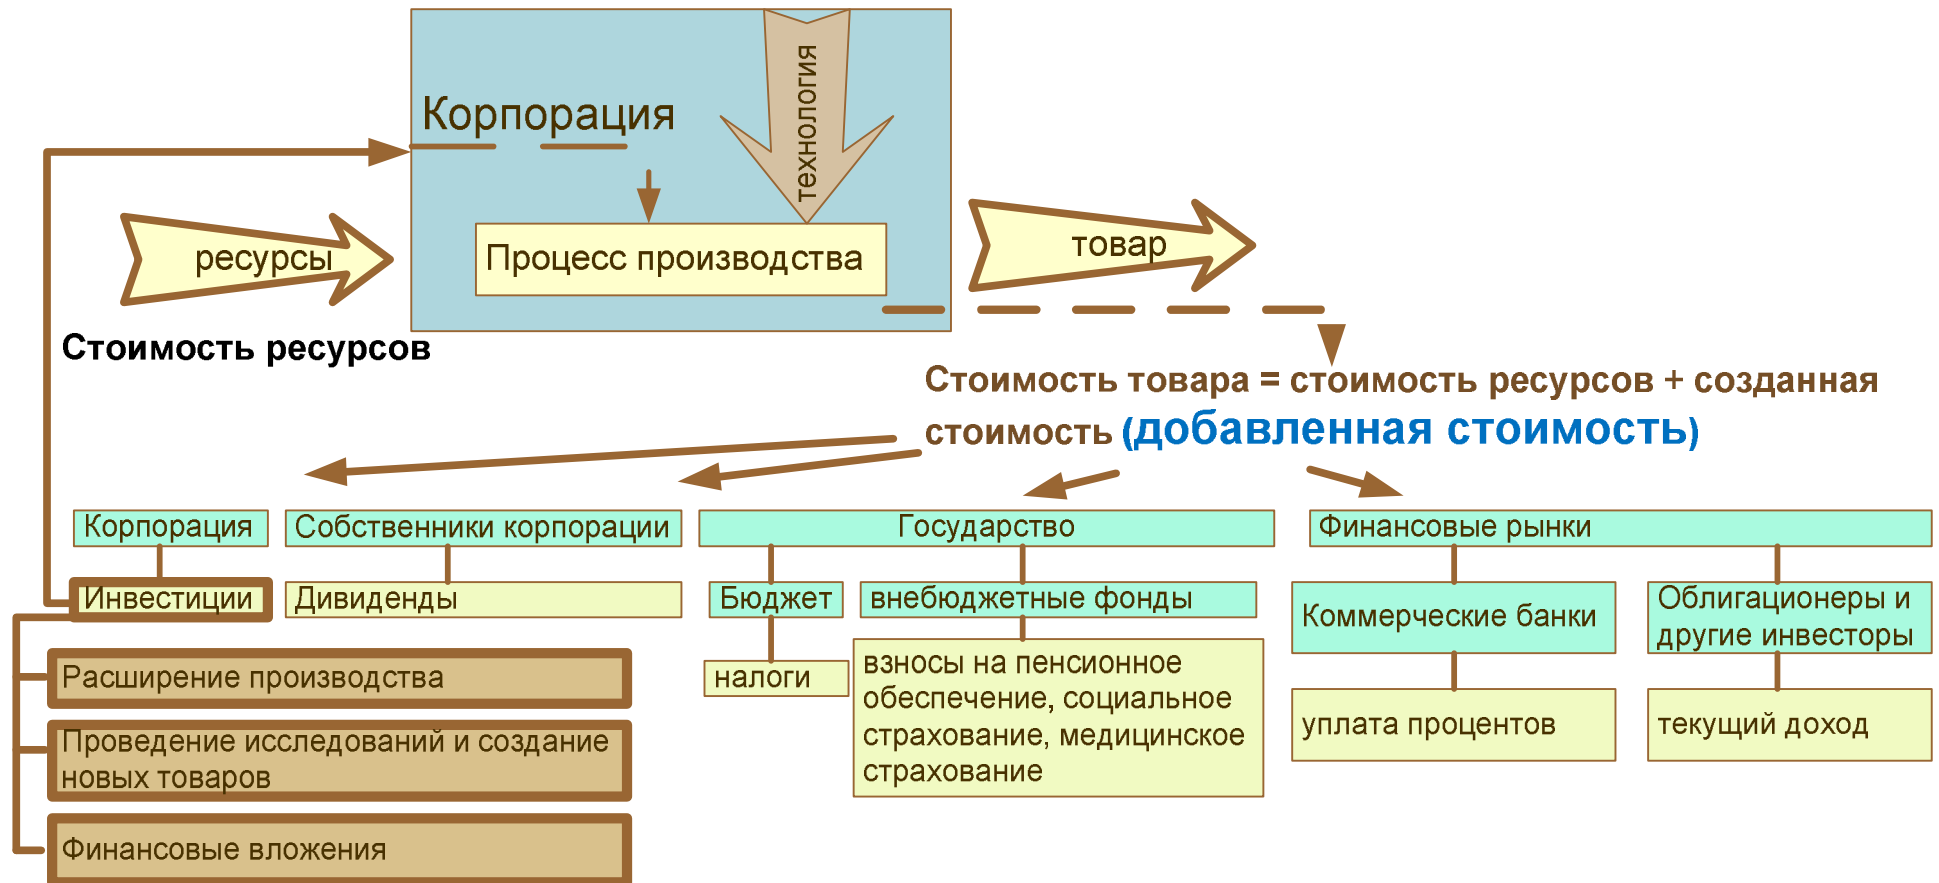 технология
Корпорация
ресурсы
Процесс производства
товар
Стоимость ресурсов
Стоимость товара = стоимость ресурсов + созданная
стоимость (добавленная стоимость)
Корпорация
Собственники корпорации
Государство
Финансовые рынки
Инвестиции
Дивиденды
Бюджет
внебюджетные фонды
Коммерческие банки
Облигационеры и
другие инвесторы
Расширение производства
налоги
взносы на пенсионное
обеспечение, социальное
страхование, медицинское
страхование
уплата процентов
текущий доход
Проведение исследований и создание
новых товаров
Финансовые вложения